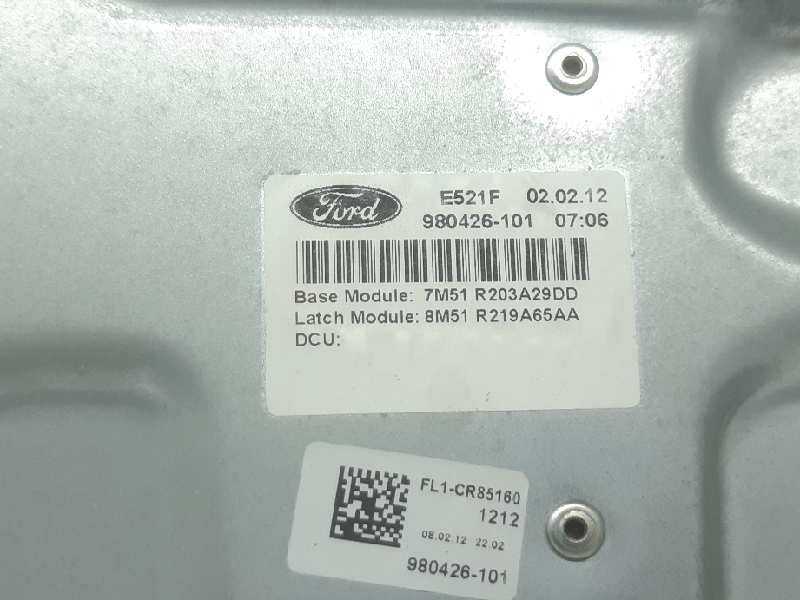 Ford E521F 02.02.12
980426-101 07:06
Base Module: 7M51 R203A29DD
Latch Module: 8M51 R219A65AA
DCU:
FL1-CR85160
1212
08.02.12 22.02
980426-101